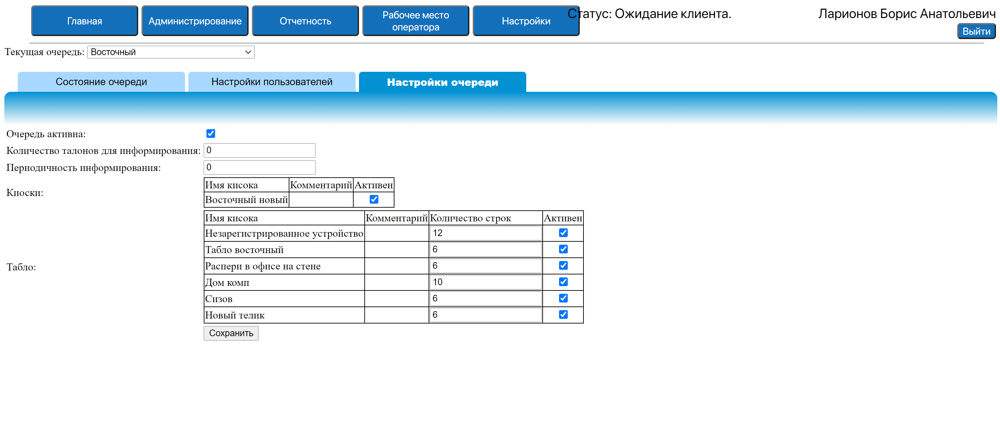 Главная
Администрирование
Отчетность
Рабочее место
оператора
Настройки
Статус: Ожидание клиента.
Ларионов Борис Анатольевич
Выйти
Текущая очередь: Восточный
Состояние очереди
Настройки пользователей
Настройки очереди
Очередь активна:
Количество талонов для информирования: 0
Периодичность информирования: 0
Киоски:
Имя кисока Комментарий Активен
Восточный новый
Табло:
Имя кисока Комментарий Количество строк Активен
Незарегистрированное устройство 12
Табло восточный 6
Распери в офисе на стене 6
Дом комп 10
Сизов 6
Новый телик 6
Сохранить